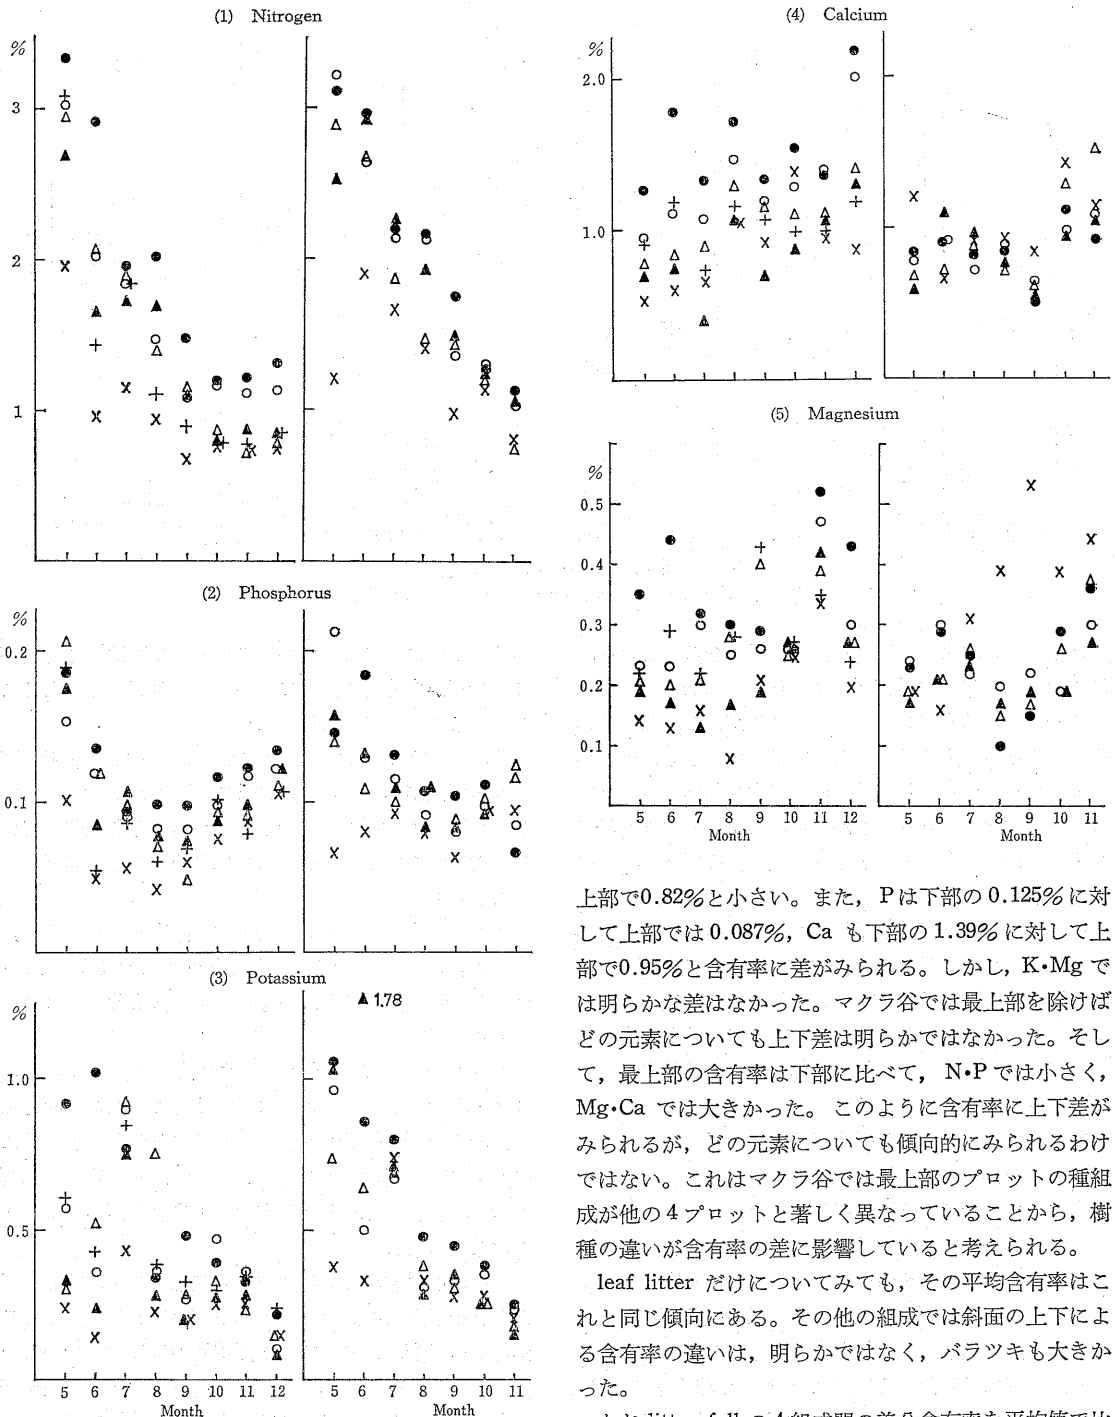 (1) Nitrogen
%
3
2
1
(2) Phosphorus
%
0.2
0.1
(3) Potassium
%
1.78
1.0
0.5
5 6 7 8 9 10 11 12
Month
5 6 7 8 9 10 11
(4) Calcium
%
2.0
1.0
(5) Magnesium
%
0.5
0.4
0.3
0.2
0.1
5 6 7 8 9 10 11 12
Month
5 6 7 8 9 10 11
Month
上部で0.82%と小さい。また，Pは下部の0.125%に対
して上部では0.087%，Caも下部の1.39%に対して上
部で0.95%と含有率に差がみられる。しかし，K・Mgで
は明らかな差はなかった。マクラ谷では最上部を除けば
どの元素についても上下差は明らかではなかった。そし
て，最上部の含有率は下部に比べて，N・Pでは小さく，
Mg・Caでは大きかった。このように含有率に上下差が
みられるが，どの元素についても傾向的にみられるわけ
ではない。これはマクラ谷では最上部のプロットの種組
成が他の4プロットと著しく異なっていることから，樹
種の違いが含有率の差に影響していると考えられる。
leaf litterだけについてみても，その平均含有率はこ
れと同じ傾向にある。その他の組成では斜面の上下によ
る含有率の違いは，明らかではなく，バラツキも大きか
った。